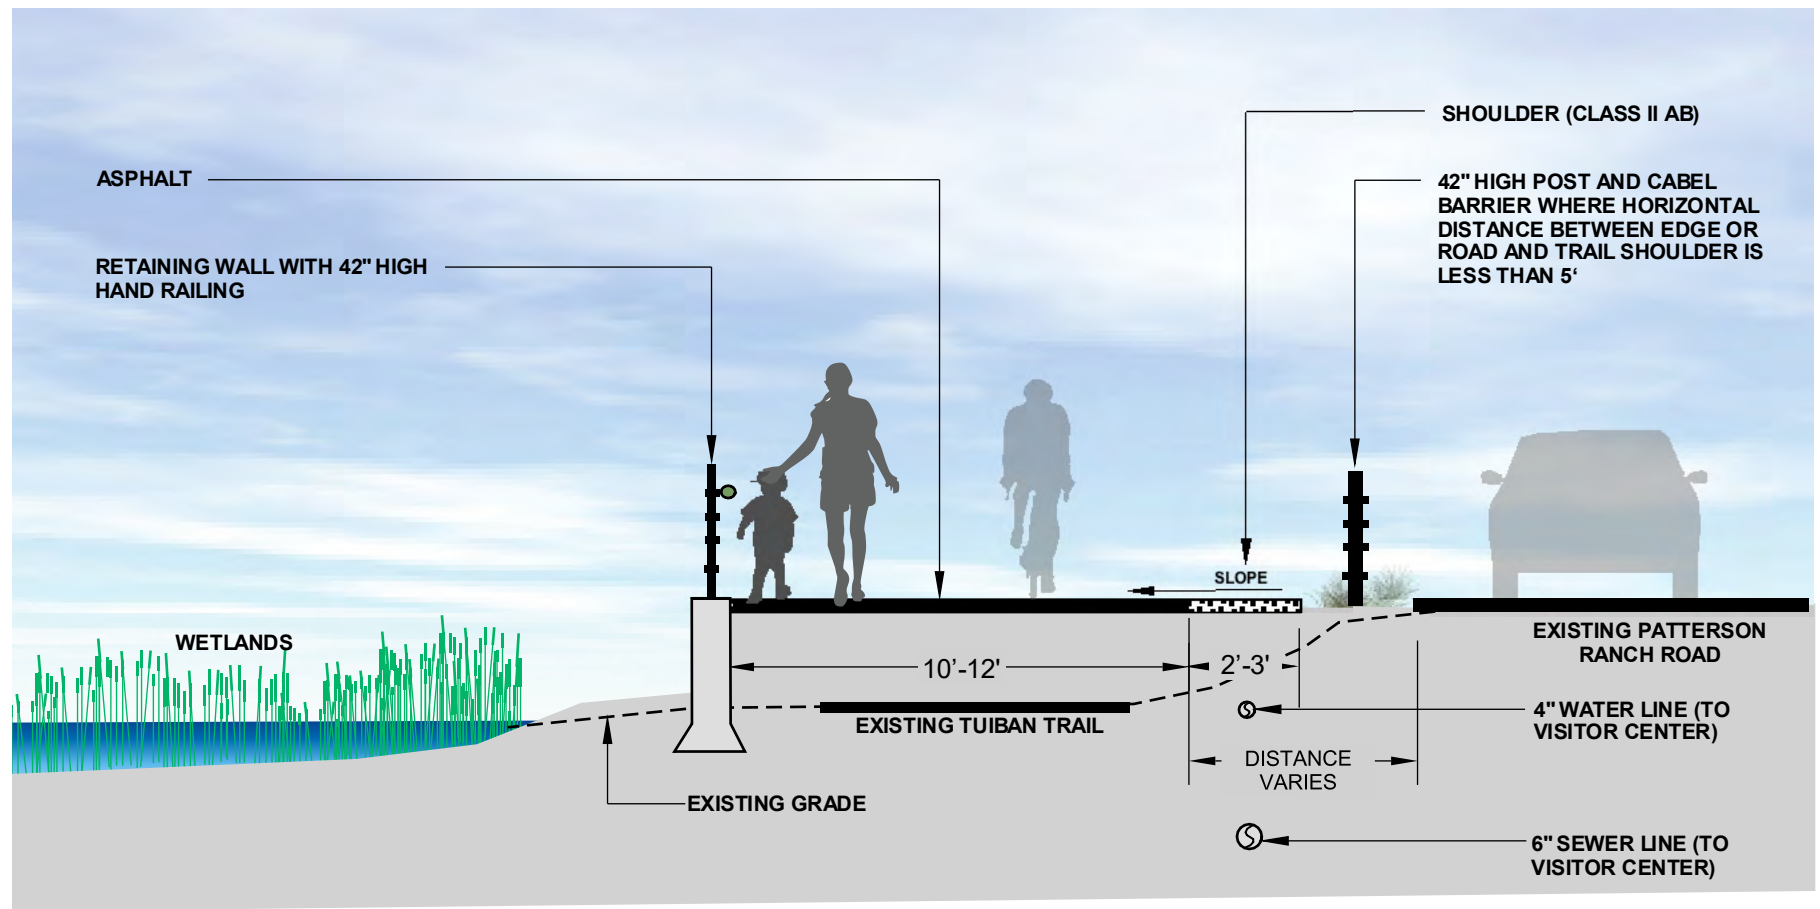 SHOULDER (CLASS II AB)
ASPHALT
42" HIGH POST AND CABEL
BARRIER WHERE HORIZONTAL
DISTANCE BETWEEN EDGE OR
ROAD AND TRAIL SHOULDER IS
LESS THAN 5‘
RETAINING WALL WITH 42" HIGH
HAND RAILING
SLOPE
WETLANDS
EXISTING PATTERSON
RANCH ROAD
10’-12'
2’-3'
EXISTING TUIBAN TRAIL
4" WATER LINE (TO
VISITOR CENTER)
DISTANCE
VARIES
EXISTING GRADE
6" SEWER LINE (TO
VISITOR CENTER)